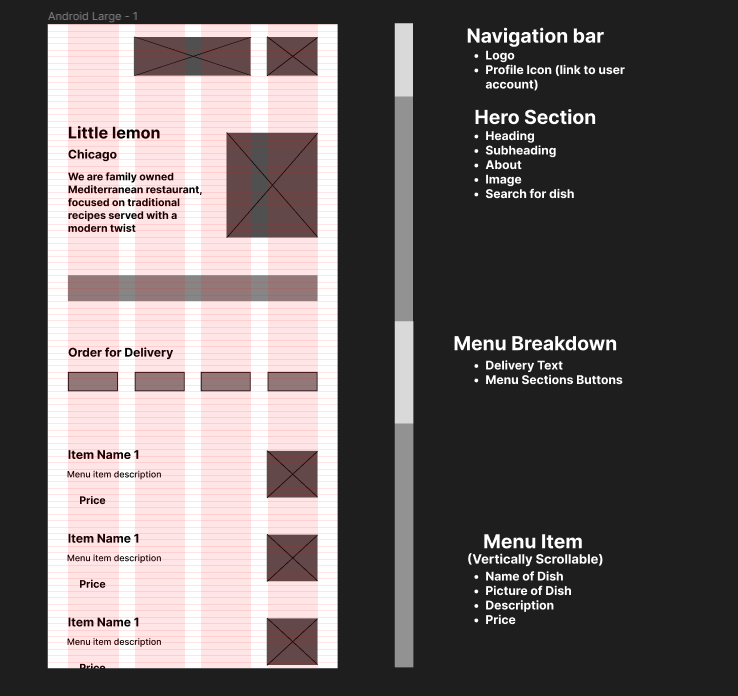 Android Large - 1
Little lemon
Chicago
We are family owned
Mediterranean restaurant,
focused on traditional
recipes served with a
modern twist
Order for Delivery
Item Name 1
Menu item description
Price
Item Name 1
Menu item description
Price
Item Name 1
Menu item description
Price
Navigation bar
• Logo
• Profile Icon (link to user
account)
Hero Section
• Heading
• Subheading
• About
• Image
• Search for dish
Menu Breakdown
• Delivery Text
• Menu Sections Buttons
Menu Item
(Vertically Scrollable)
• Name of Dish
• Picture of Dish
• Description
• Price